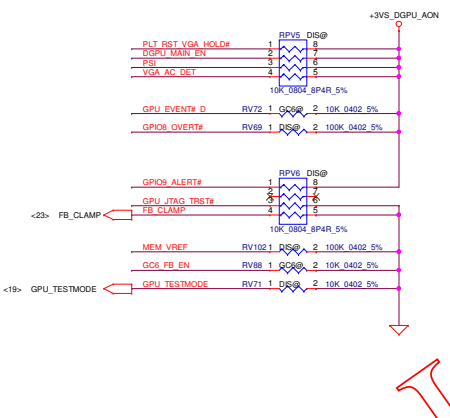 +3VS_DGPU_AON
RPV5 DIS@
PLT_RST_VGA_HOLD# 1 8
DGPU_MAIN_EN 2 7
PSI 3 6
VGA_AC_DET 4 5
10K_0804_8P4R_5%
GPU_EVENT#_D RV72 1 GC6@ 2 10K_0402_5%
GPIO8_OVERT# RV69 1 DIS@ 2 100K_0402_5%
RPV6 DIS@
GPIO9_ALERT# 1 8
2 7
GPU_JTAG_TRST# 3 6
<23> FB_CLAMP FB_CLAMP 4 5
10K_0804_8P4R_5%
MEM_VREF RV102 1 DIS@ 2 100K_0402_5%
GC6_FB_EN RV88 1 GC6@ 2 10K_0402_5%
<19> GPU_TESTMODE GPU_TESTMODE RV71 1 DIS@ 2 10K_0402_5%